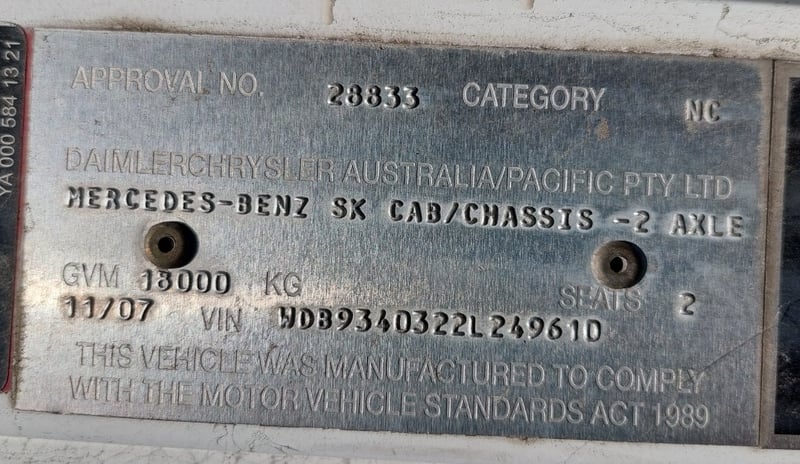 APPROVAL NO. 28833 CATEGORY NC
DAIMLERCHRYSLER AUSTRALIA/PACIFIC PTY LTD
MERCEDES-BENZ SK CAB/CHASSIS -2 AXLE
GVM 18000 KG SEATS 2
11/07 VIN WDB9340322L249610
THIS VEHICLE WAS MANUFACTURED TO COMPLY
WITH THE MOTOR VEHICLE STANDARDS ACT 1989
YA 000 584 13 21